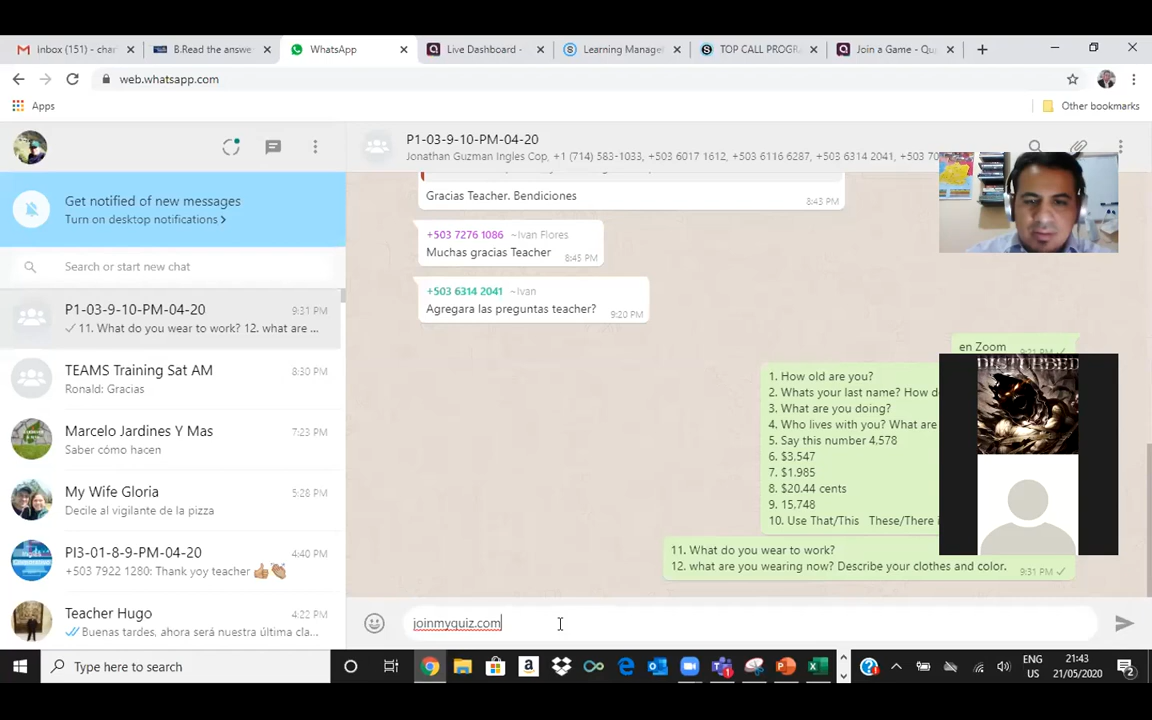 Inbox (151) - char
B.Read the answe
WhatsApp
Live Dashboard -
Learning Manage
TOP CALL PROGR
Join a Game - Qu
web.whatsapp.com
Apps
Other bookmarks
P1-03-9-10-PM-04-20
Jonathan Guzman Ingles Cop, +1 (714) 583-1033, +503 6017 1612, +503 6116 6287, +503 6314 2041, +503 70
Get notified of new messages
Turn on desktop notifications
Search or start new chat
P1-03-9-10-PM-04-20
9:31 PM
11. What do you wear to work? 12. what are ...
TEAMS Training Sat AM
8:30 PM
Ronald: Gracias
Marcelo Jardines Y Mas
7:23 PM
Saber cómo hacen
My Wife Gloria
5:28 PM
Decile al vigilante de la pizza
PI3-01-8-9-PM-04-20
4:40 PM
+503 7922 1280: Thank yoy teacher
Teacher Hugo
4:22 PM
Buenas tardes, ahora será nuestra última cla...
Gracias Teacher. Bendiciones
8:43 PM
+503 7276 1086 ~Ivan Flores
Muchas gracias Teacher
8:45 PM
+503 6314 2041 ~Ivan
Agregara las preguntas teacher?
9:20 PM
en Zoom
9:21 PM
1. How old are you?
2. Whats your last name? How d
3. What are you doing?
4. Who lives with you? What are
5. Say this number 4,578
6. $3.547
7. $1.985
8. $20.44 cents
9. 15,748
10. Use That/This These/There i
11. What do you wear to work?
12. what are you wearing now? Describe your clothes and color.
9:31 PM
DISTURBED
joinmyquiz.com
Type here to search
ENG
US
21:43
21/05/2020
2